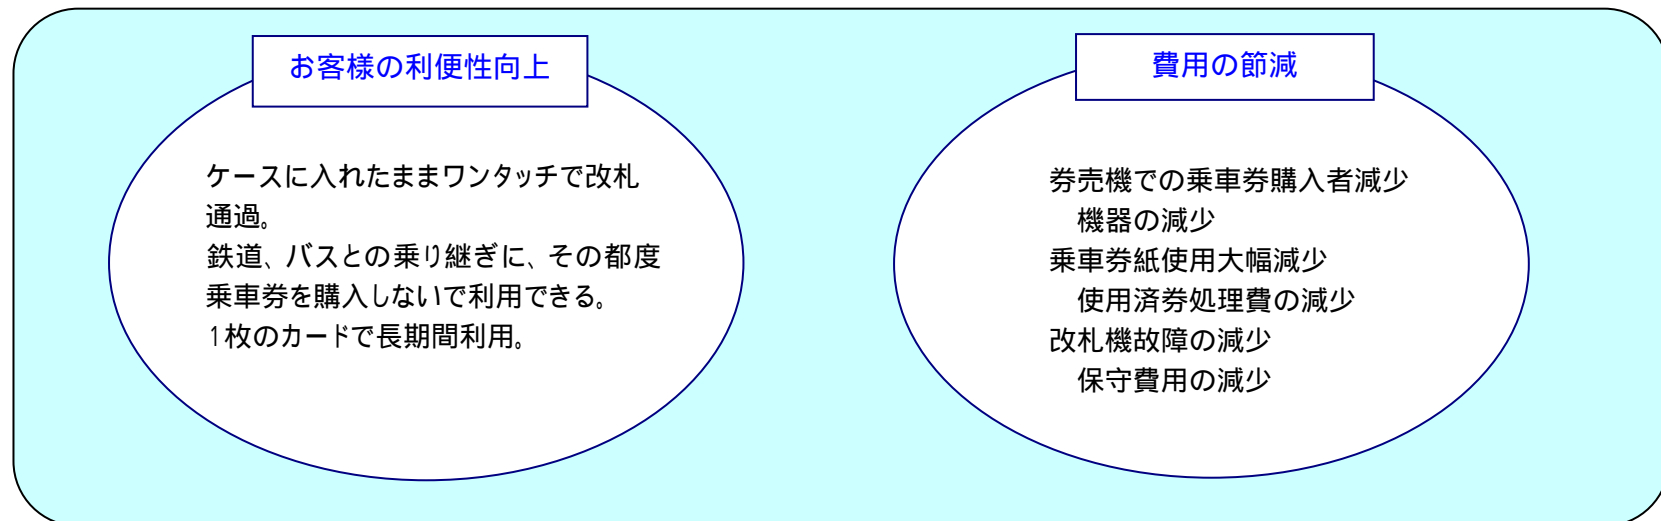 お客様の利便性向上
ケースに入れたままワンタッチで改札
通過。
鉄道、バスとの乗り継ぎに、その都度
乗車券を購入しないで利用できる。
1枚のカードで長期間利用。
費用の節減
券売機での乗車券購入者減少
機器の減少
乗車券紙使用大幅減少
使用済券処理費の減少
改札機故障の減少
保守費用の減少